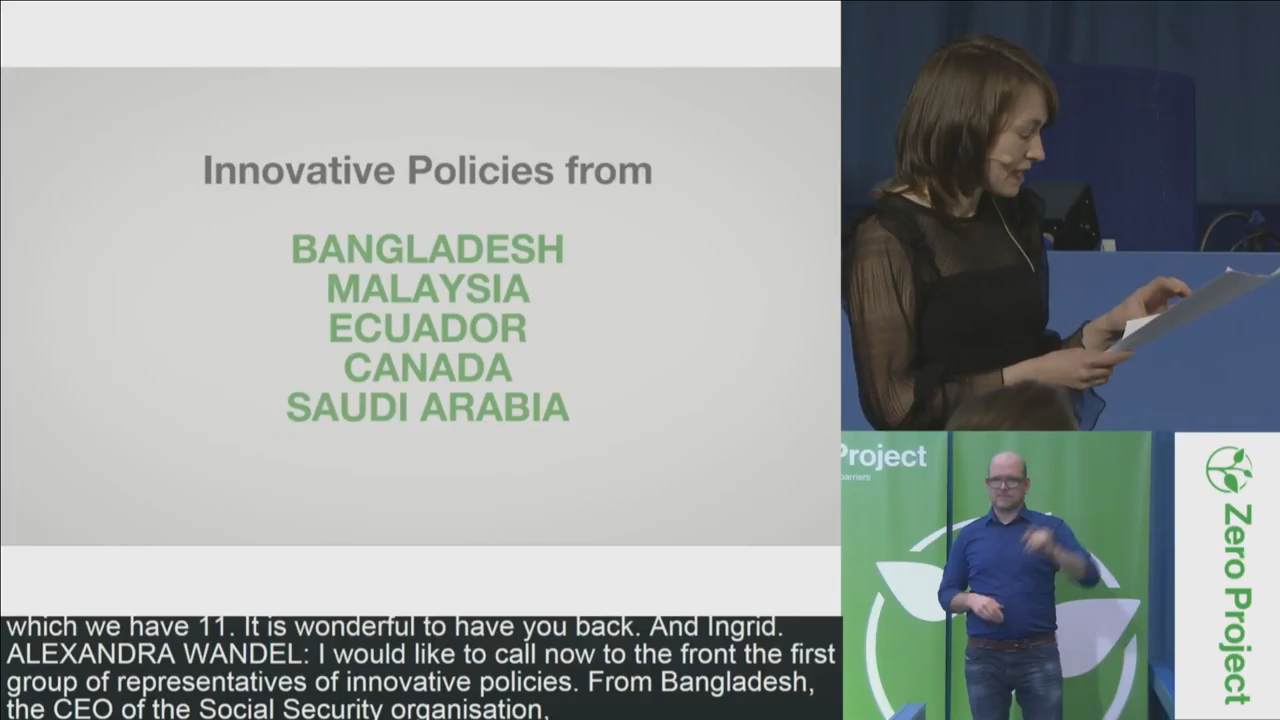 Innovative Policies from
BANGLADESH
MALAYSIA
ECUADOR
CANADA
SAUDI ARABIA
which we have 11. It is wonderful to have you back. And Ingrid.
ALEXANDRA WANDEL: I would like to call now to the front the first
group of representatives of innovative policies. From Bangladesh,
the CEO of the Social Security organisation,
Project
barriers
Zero Project